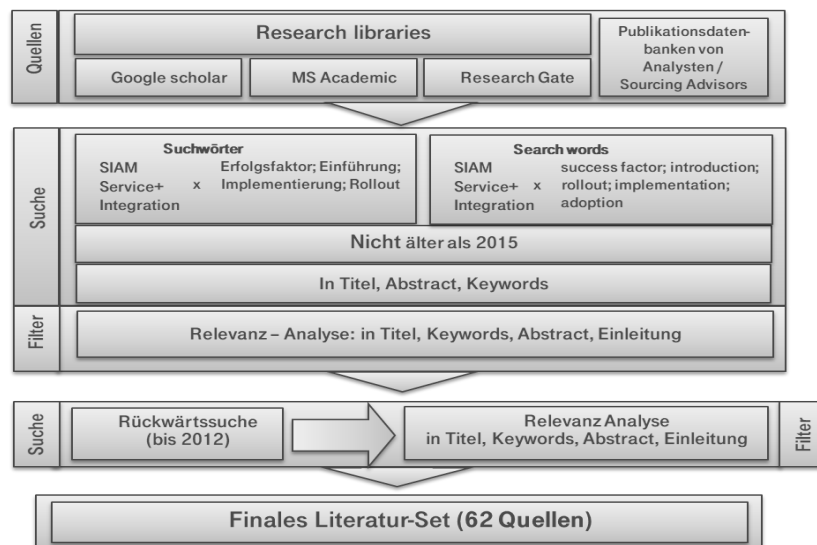 Quellen
Research libraries
Google scholar
MS Academic
Research Gate
Publikationsdaten-
banken von
Analysten /
Sourcing Advisors
Suche
Suchwörter
SIAM
Service+
Integration
x
Erfolgsfaktor; Einführung;
Implementierung; Rollout
Search words
SIAM
Service+
Integration
x
success factor; introduction;
rollout; implementation;
adoption
Nicht älter als 2015
In Titel, Abstract, Keywords
Filter
Relevanz – Analyse: in Titel, Keywords, Abstract, Einleitung
Suche
Rückwärtssuche
(bis 2012)
Relevanz Analyse
in Titel, Keywords, Abstract, Einleitung
Filter
Finales Literatur-Set (62 Quellen)